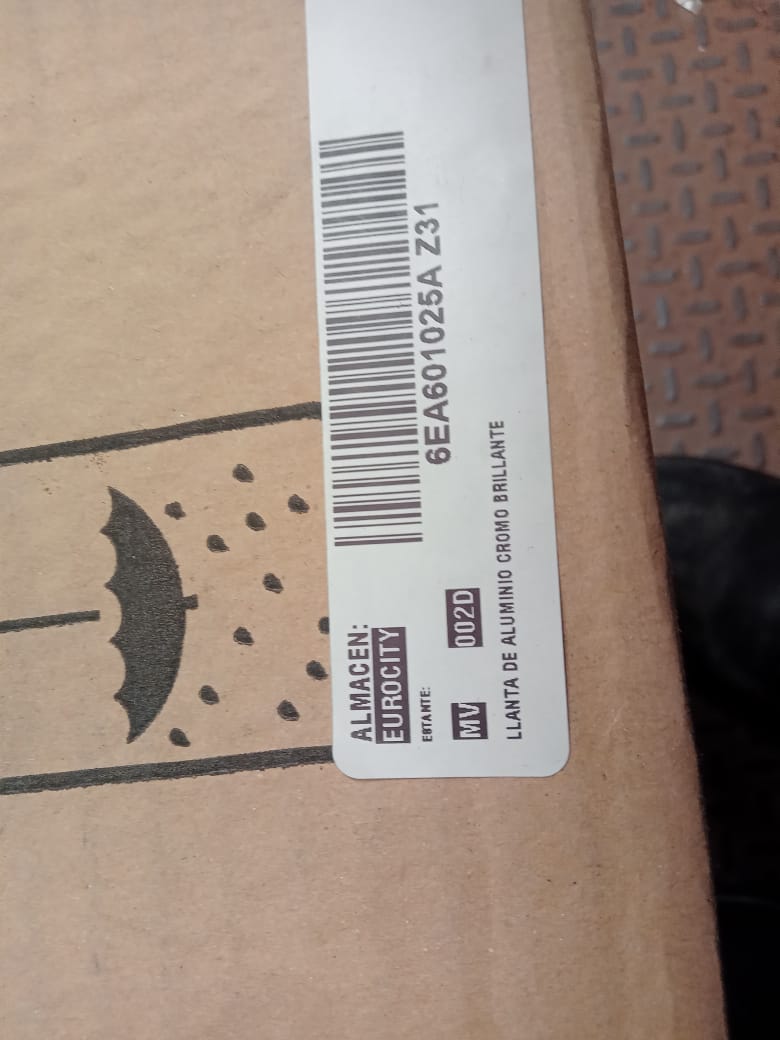 6EA601025A Z31
ALMACEN:
EUROCITY
ESTANTE:
MV 002D
LLANTA DE ALUMINIO CROMO BRILLANTE